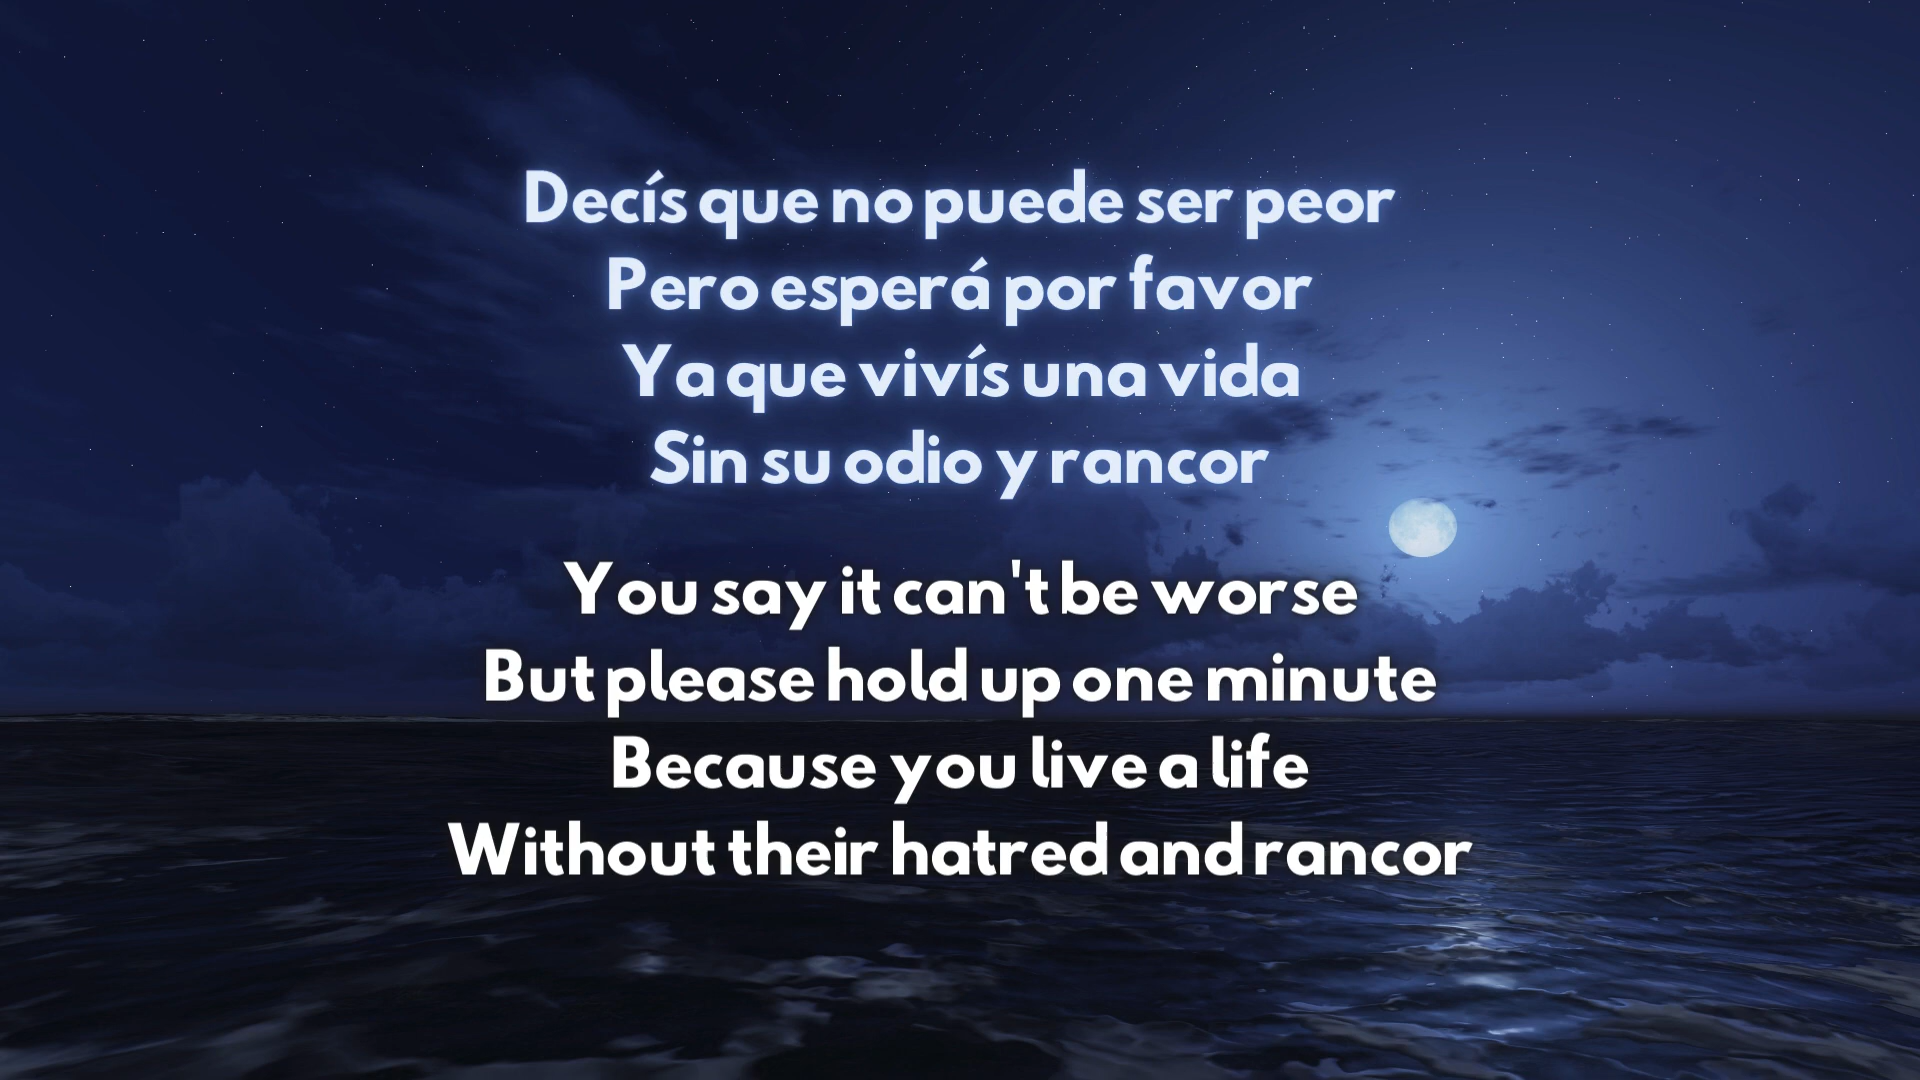 Decís que no puede ser peor
Pero esperá por favor
Ya que vivís una vida
Sin su odio y rancor
You say it can't be worse
But please hold up one minute
Because you live a life
Without their hatred and rancor